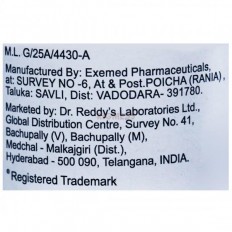 M.L. G/25A/4430-A
Manufactured By: Exemed Pharmaceuticals,
at: SURVEY NO -6, At & Post.POICHA (RANIA),
Taluka: SAVLI, Dist: VADODARA- 391780.
Marketed by: Dr. Reddy's Laboratories Ltd.,
Global Distribution Centre, Survey No. 41,
Bachupally (V), Bachupally (M),
Medchal - Malkajgiri (Dist.),
Hyderabad - 500 090, Telangana, INDIA.
*Registered Trademark